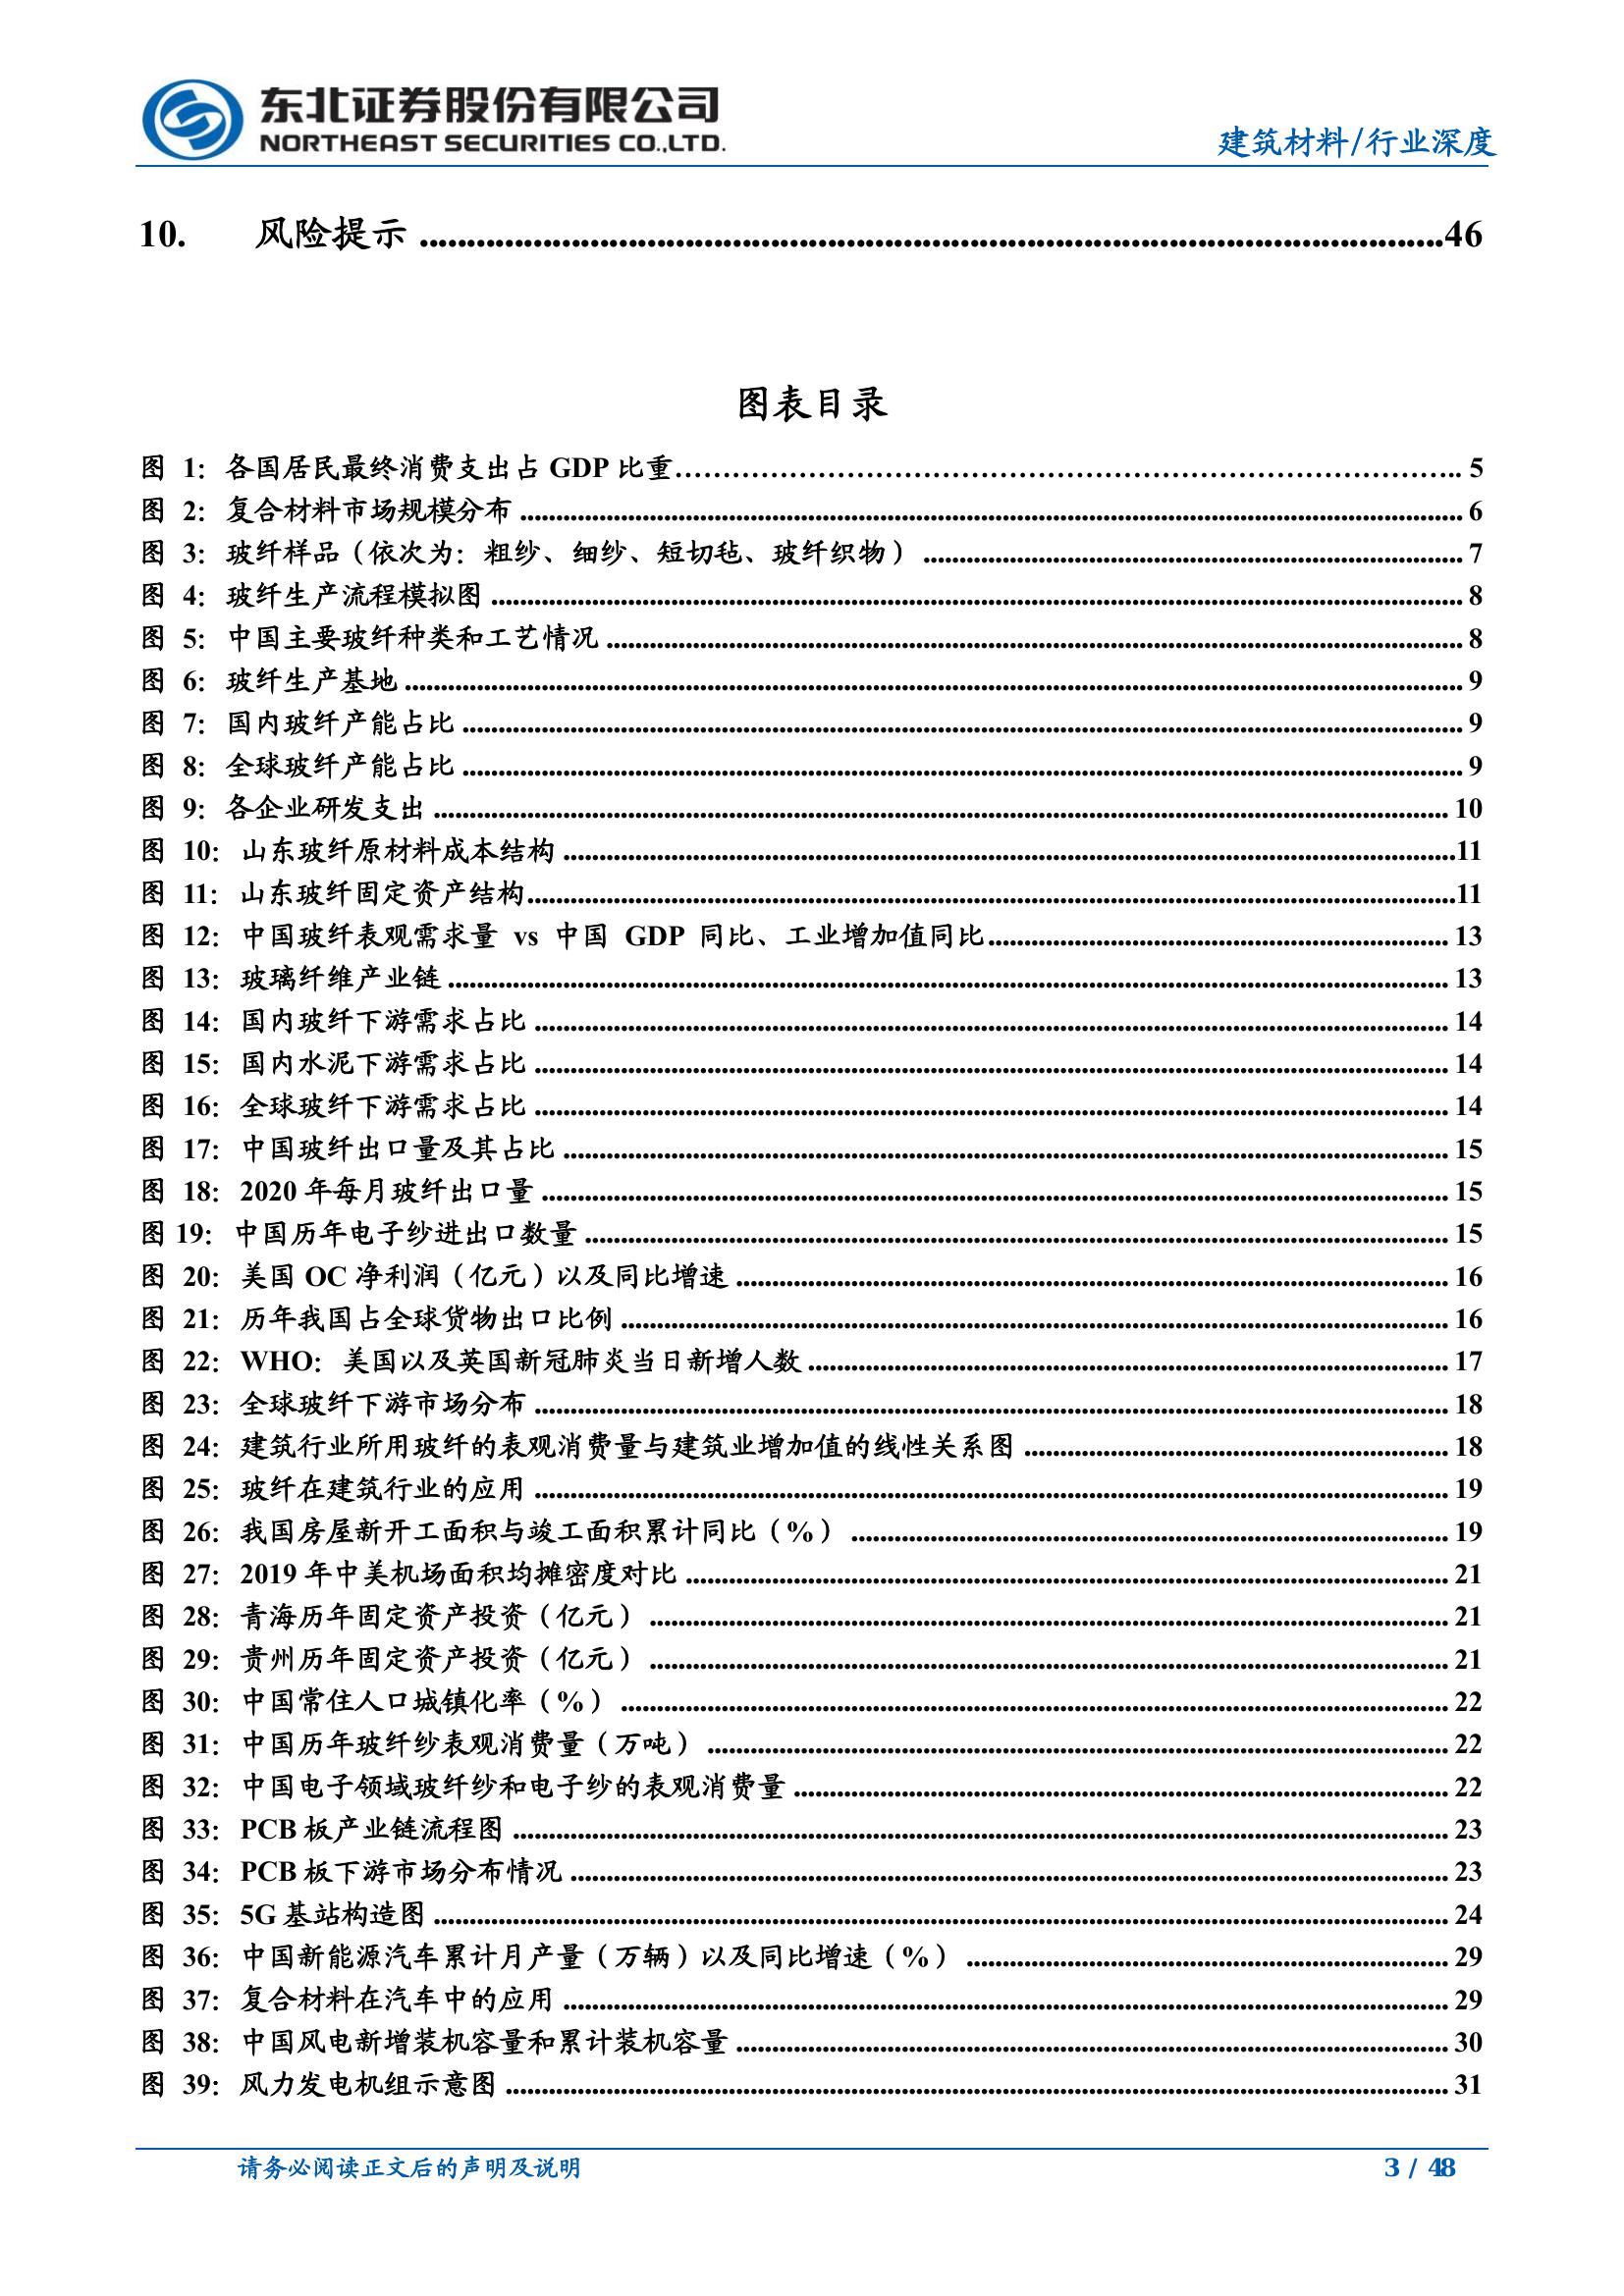 东北证券股份有限公司
NORTHEAST SECURITIES CO.,LTD.
建筑材料/行业深度
10. 风险提示 ........ 46
图表目录
图 1：各国居民最终消费支出占 GDP 比重........ 5
图 2：复合材料市场规模分布 ........ 6
图 3：玻纤样品（依次为：粗纱、细纱、短切毡、玻纤织物） ........ 7
图 4：玻纤生产流程模拟图 ........ 8
图 5：中国主要玻纤种类和工艺情况 ........ 8
图 6：玻纤生产基地 ........ 9
图 7：国内玻纤产能占比 ........ 9
图 8：全球玻纤产能占比 ........ 9
图 9：各企业研发支出 ........ 10
图 10：山东玻纤原材料成本结构 ........ 11
图 11：山东玻纤固定资产结构 ........ 11
图 12：中国玻纤表观需求量 vs 中国 GDP 同比、工业增加值同比 ........ 13
图 13：玻璃纤维产业链 ........ 13
图 14：国内玻纤下游需求占比 ........ 14
图 15：国内水泥下游需求占比 ........ 14
图 16：全球玻纤下游需求占比 ........ 14
图 17：中国玻纤出口量及其占比 ........ 15
图 18：2020 年每月玻纤出口量 ........ 15
图 19：中国历年电子纱进出口数量 ........ 15
图 20：美国 OC 净利润（亿元）以及同比增速 ........ 16
图 21：历年我国占全球货物出口比例 ........ 16
图 22：WHO：美国以及英国新冠肺炎当日新增人数 ........ 17
图 23：全球玻纤下游市场分布 ........ 18
图 24：建筑行业所用玻纤的表观消费量与建筑业增加值的线性关系图 ........ 18
图 25：玻纤在建筑行业的应用 ........ 19
图 26：我国房屋新开工面积与竣工面积累计同比（%） ........ 19
图 27：2019 年中美机场面积均摊密度对比 ........ 21
图 28：青海历年固定资产投资（亿元） ........ 21
图 29：贵州历年固定资产投资（亿元） ........ 21
图 30：中国常住人口城镇化率（%） ........ 22
图 31：中国历年玻纤纱表观消费量（万吨） ........ 22
图 32：中国电子领域玻纤纱和电子纱的表观消费量 ........ 22
图 33：PCB 板产业链流程图 ........ 23
图 34：PCB 板下游市场分布情况 ........ 23
图 35：5G 基站构造图 ........ 24
图 36：中国新能源汽车累计月产量（万辆）以及同比增速（%） ........ 29
图 37：复合材料在汽车中的应用 ........ 29
图 38：中国风电新增装机容量和累计装机容量 ........ 30
图 39：风力发电机组示意图 ........ 31
请务必阅读正文后的声明及说明
3 / 48